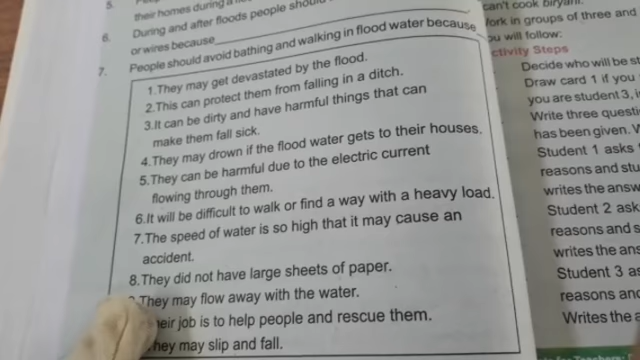 5.
their homes during a
6. During and after floods people should
or wires because
7. People should avoid bathing and walking in flood water because
1.They may get devastated by the flood.
2.This can protect them from falling in a ditch.
3.It can be dirty and have harmful things that can
make them fall sick.
4.They may drown if the flood water gets to their houses.
5.They can be harmful due to the electric current
flowing through them.
6.It will be difficult to walk or find a way with a heavy load.
7.The speed of water is so high that it may cause an
accident.
8.They did not have large sheets of paper.
They may flow away with the water.
heir job is to help people and rescue them.
hey may slip and fall.
can't cook biryani.
Work in groups of three and
ou will follow:
ctivity Steps
Decide who will be st
Draw card 1 if you
you are student 3,
Write three questi
has been given.
Student 1 asks
reasons and stu
writes the answ
Student 2 ask
reasons and s
writes the ans
Student 3 as
reasons and
Writes the a
for Teachers: